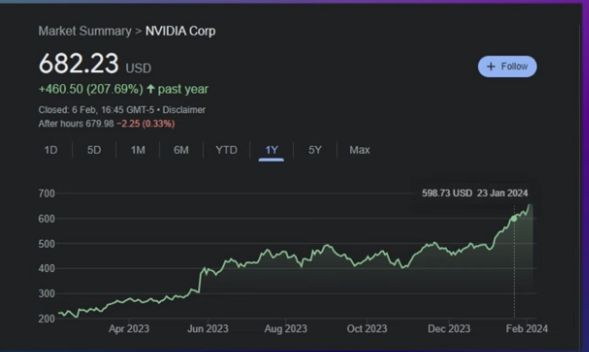 Market Summary > NVIDIA Corp
682.23 USD
+ Follow
+460.50 (207.69%) ↑ past year
Closed: 6 Feb, 16:45 GMT-5 • Disclaimer
After hours 679.98 −2.25 (0.33%)
1D 5D 1M 6M YTD 1Y 5Y Max
598.73 USD 23 Jan 2024
700
600
500
400
300
200
Apr 2023 Jun 2023 Aug 2023 Oct 2023 Dec 2023 Feb 2024